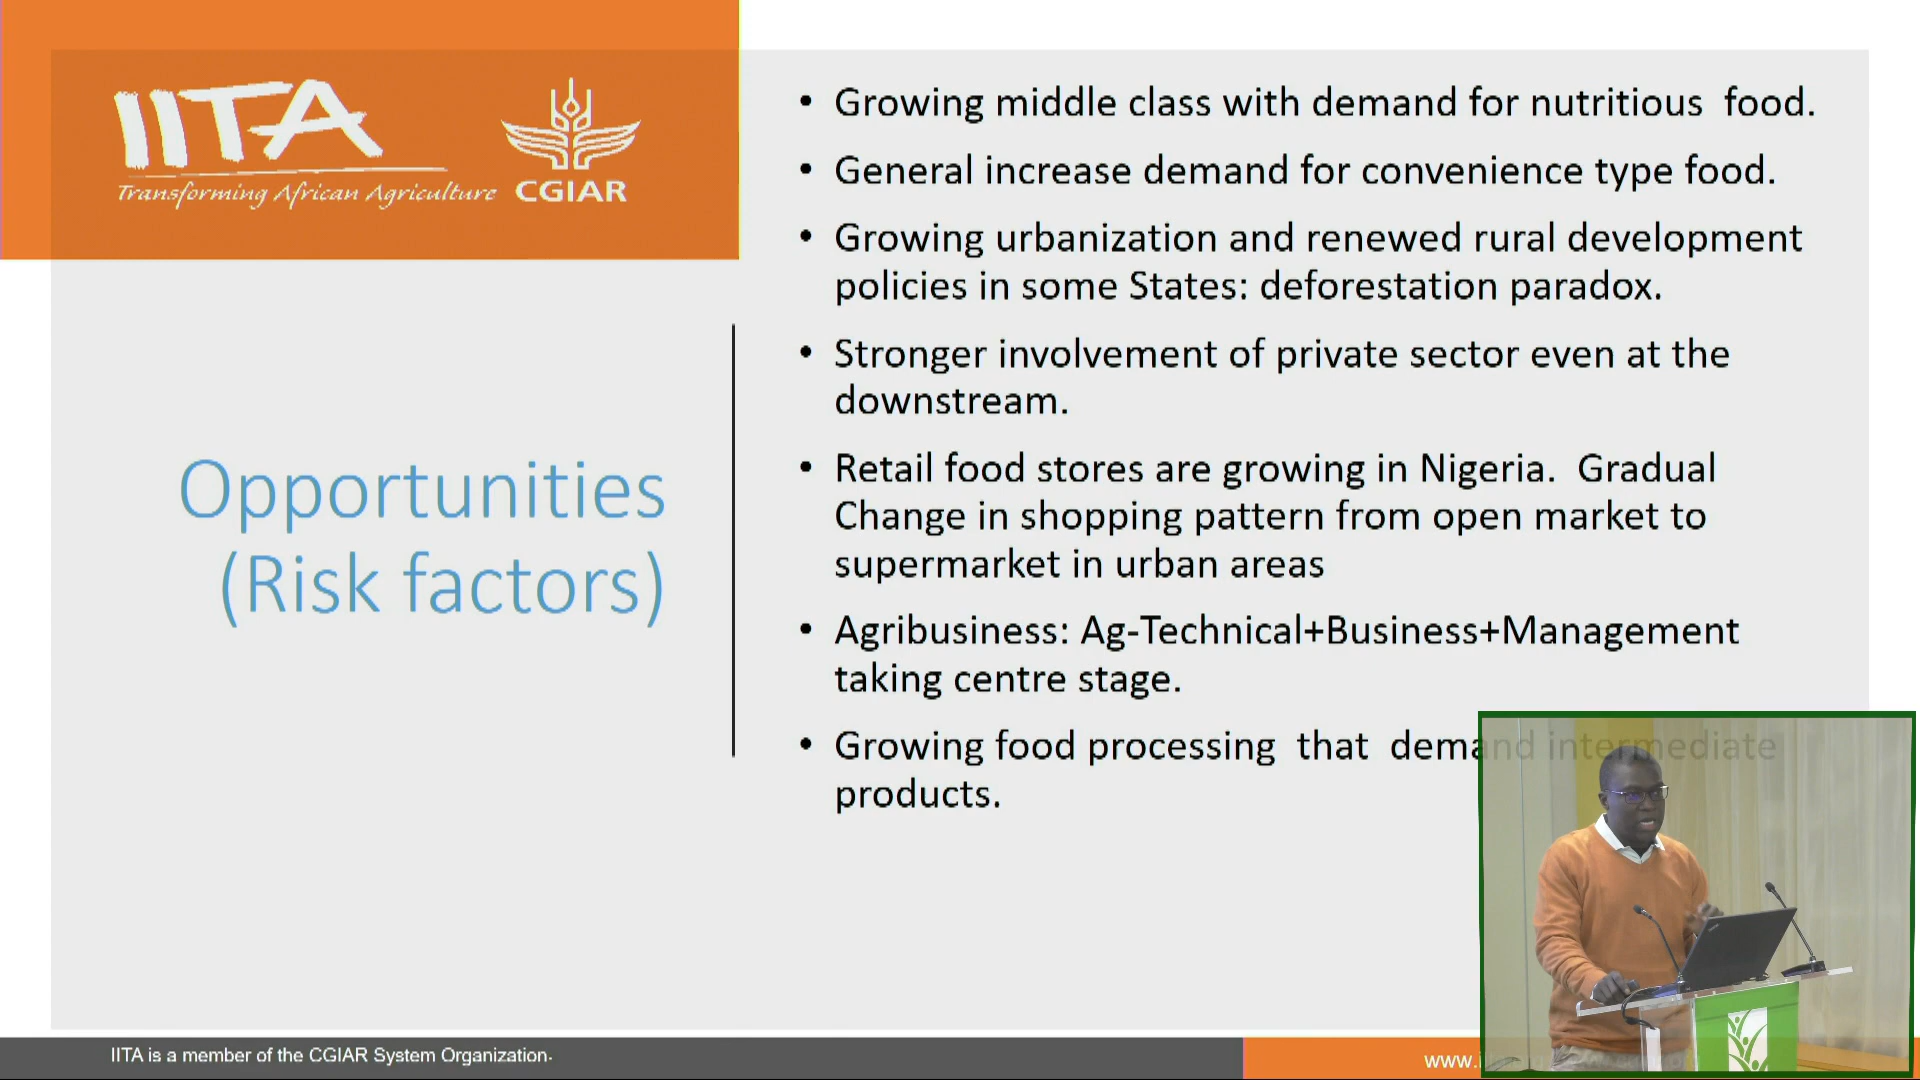 IITA
Transforming African Agriculture
CGIAR
Opportunities
(Risk factors)
• Growing middle class with demand for nutritious food.
• General increase demand for convenience type food.
• Growing urbanization and renewed rural development
policies in some States: deforestation paradox.
• Stronger involvement of private sector even at the
downstream.
• Retail food stores are growing in Nigeria. Gradual
Change in shopping pattern from open market to
supermarket in urban areas
• Agribusiness: Ag-Technical+Business+Management
taking centre stage.
• Growing food processing that demand intermediate
products.
IITA is a member of the CGIAR System Organization.
www.